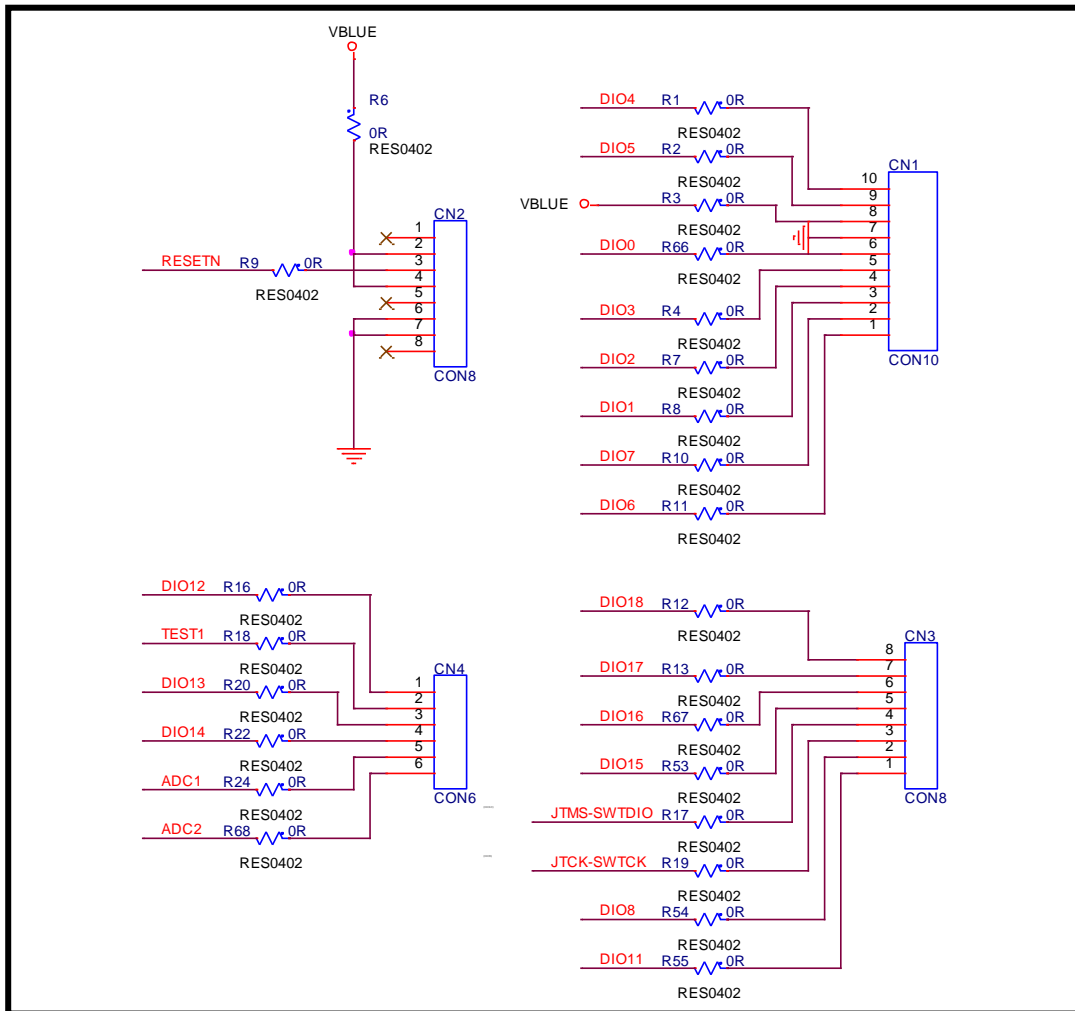 VBLUE
R6
0R
RES0402
CN2
1
2
3
4
5
6
7
8
CON8
RESETN R9 0R
RES0402
DIO4 R1 0R
RES0402
DIO5 R2 0R
RES0402
VBLUE R3 0R
RES0402
DIO0 R66 0R
RES0402
DIO3 R4 0R
RES0402
DIO2 R7 0R
RES0402
DIO1 R8 0R
RES0402
DIO7 R10 0R
RES0402
DIO6 R11 0R
RES0402
CN1
10
9
8
7
6
5
4
3
2
1
CON10
DIO12 R16 0R
RES0402
TEST1 R18 0R
RES0402
DIO13 R20 0R
RES0402
DIO14 R22 0R
RES0402
ADC1 R24 0R
RES0402
ADC2 R68 0R
RES0402
CN4
1
2
3
4
5
6
CON6
DIO18 R12 0R
RES0402
DIO17 R13 0R
RES0402
DIO16 R67 0R
RES0402
DIO15 R53 0R
RES0402
JTMS-SWTDIO R17 0R
RES0402
JTCK-SWTCK R19 0R
RES0402
DIO8 R54 0R
RES0402
DIO11 R55 0R
RES0402
CN3
8
7
6
5
4
3
2
1
CON8